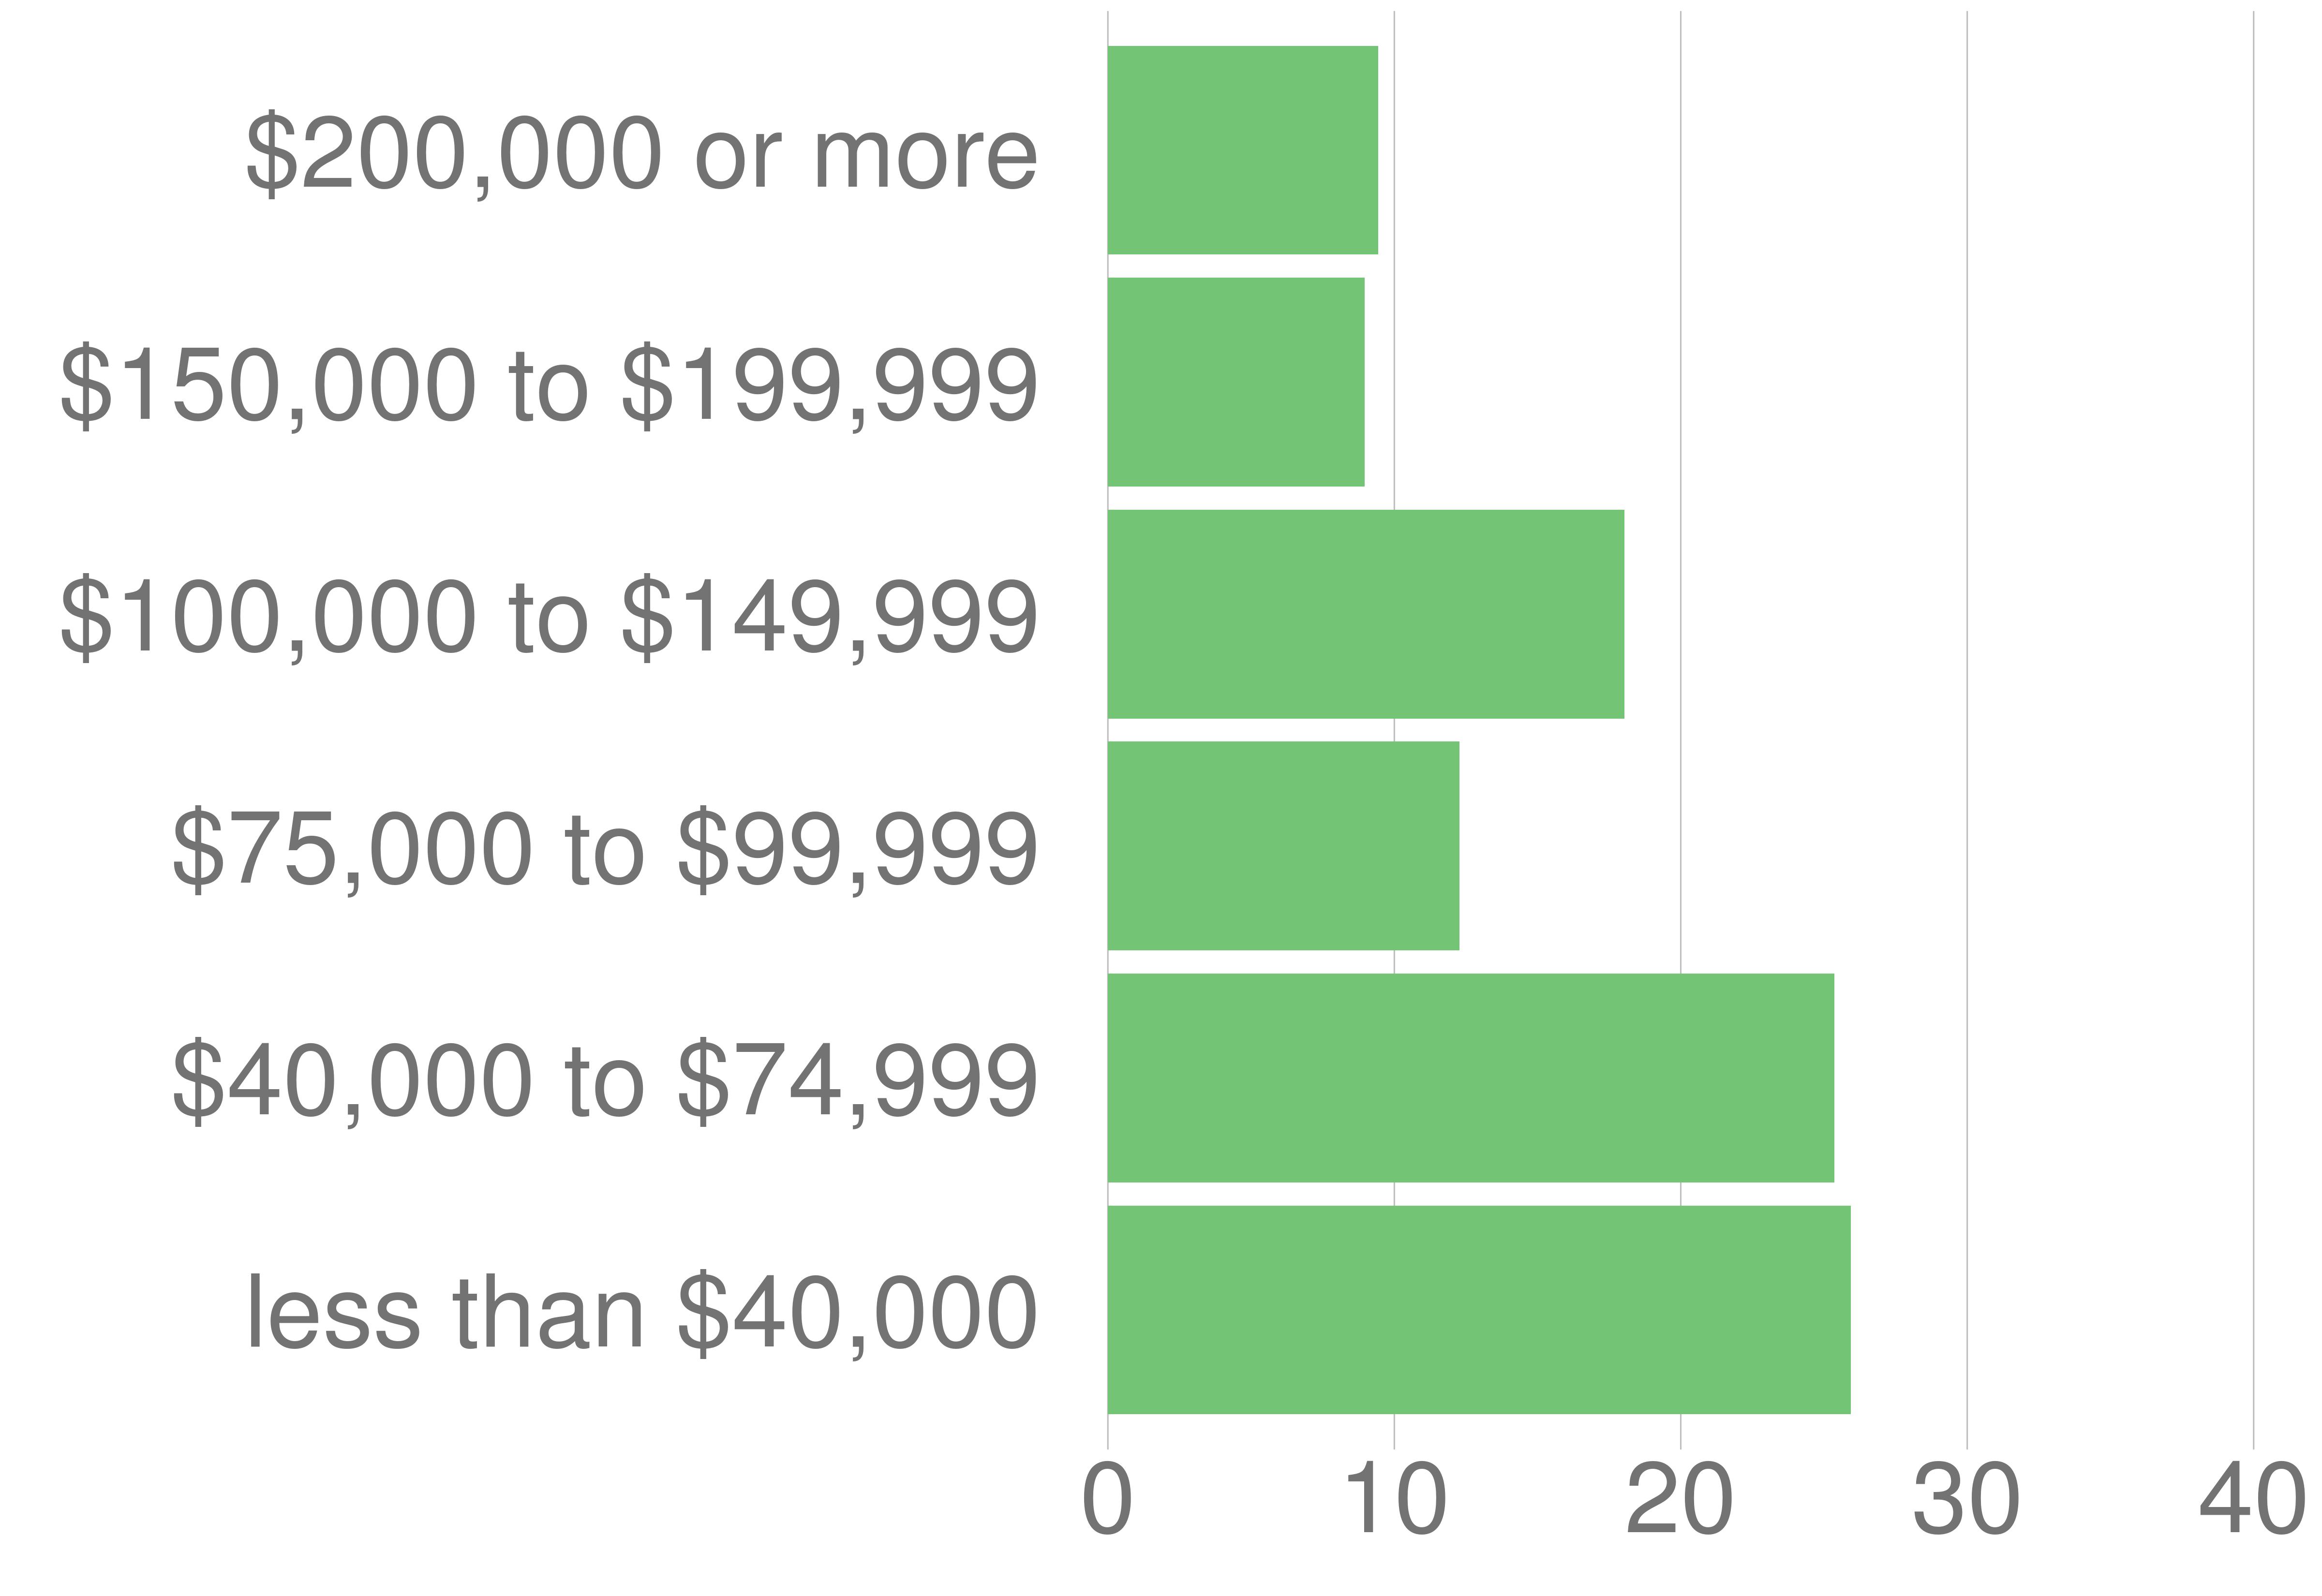 $200,000 or more
$150,000 to $199,999
$100,000 to $149,999
$75,000 to $99,999
$40,000 to $74,999
less than $40,000
0 10 20 30 40